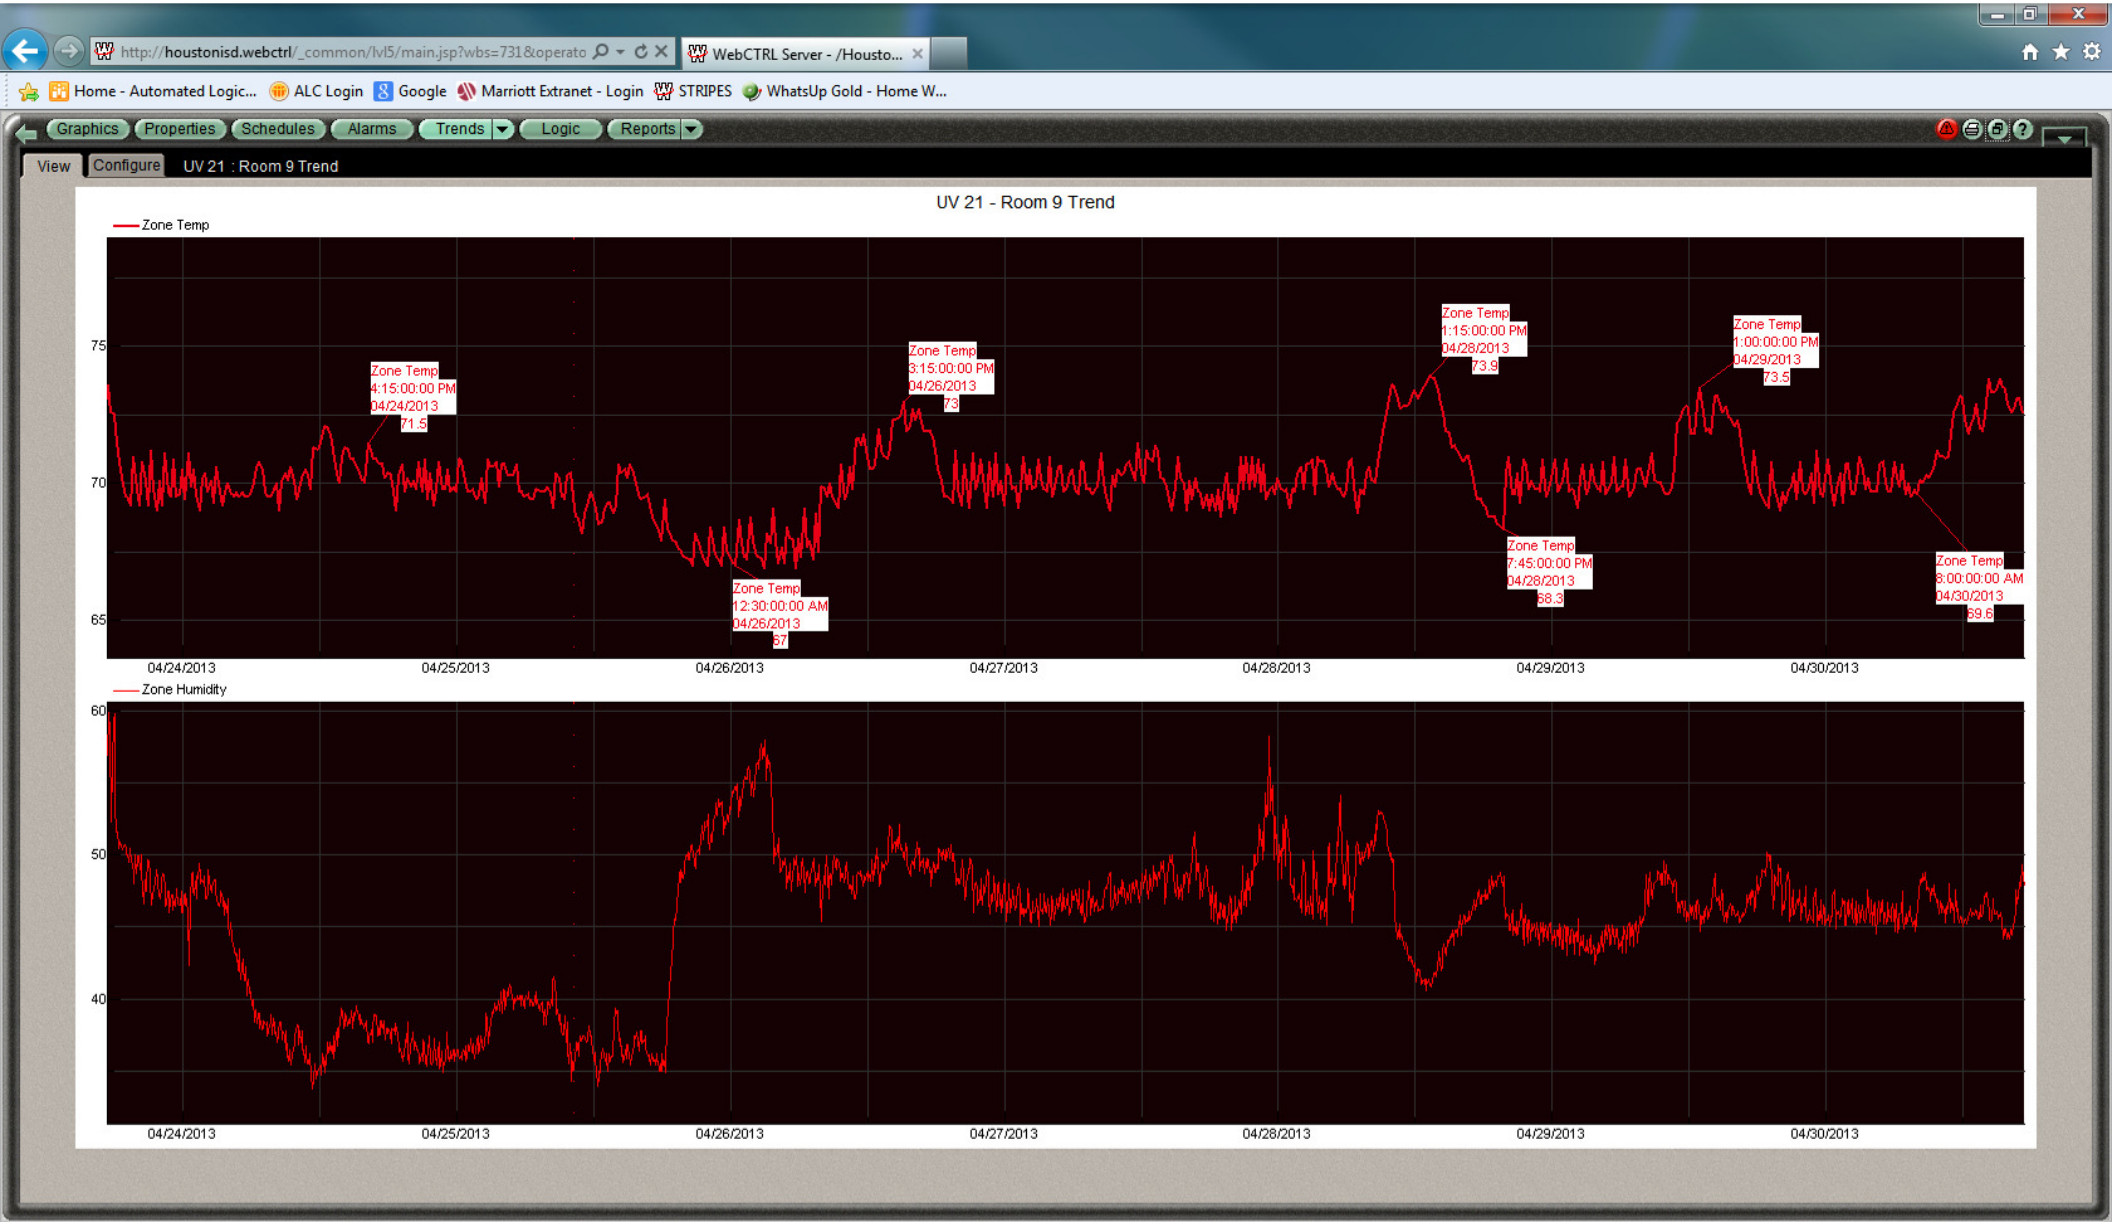 http://houstonisd.webctrl/_common/lvl5/main.jsp?wbs=731&operato
WebCTRL Server - /Housto...
Home - Automated Logic...
ALC Login
Google
Marriott Extranet - Login
STRIPES
WhatsUp Gold - Home W...
Graphics
Properties
Schedules
Alarms
Trends
Logic
Reports
View
Configure
UV 21 : Room 9 Trend
UV 21 - Room 9 Trend
Zone Temp
75
70
65
Zone Temp
4:15:00:00 PM
04/24/2013
71.5
Zone Temp
12:30:00:00 AM
04/26/2013
67
Zone Temp
3:15:00:00 PM
04/26/2013
73
Zone Temp
1:15:00:00 PM
04/28/2013
73.9
Zone Temp
7:45:00:00 PM
04/28/2013
68.3
Zone Temp
1:00:00:00 PM
04/29/2013
73.5
Zone Temp
8:00:00:00 AM
04/30/2013
69.6
04/24/2013
04/25/2013
04/26/2013
04/27/2013
04/28/2013
04/29/2013
04/30/2013
Zone Humidity
60
50
40
04/24/2013
04/25/2013
04/26/2013
04/27/2013
04/28/2013
04/29/2013
04/30/2013